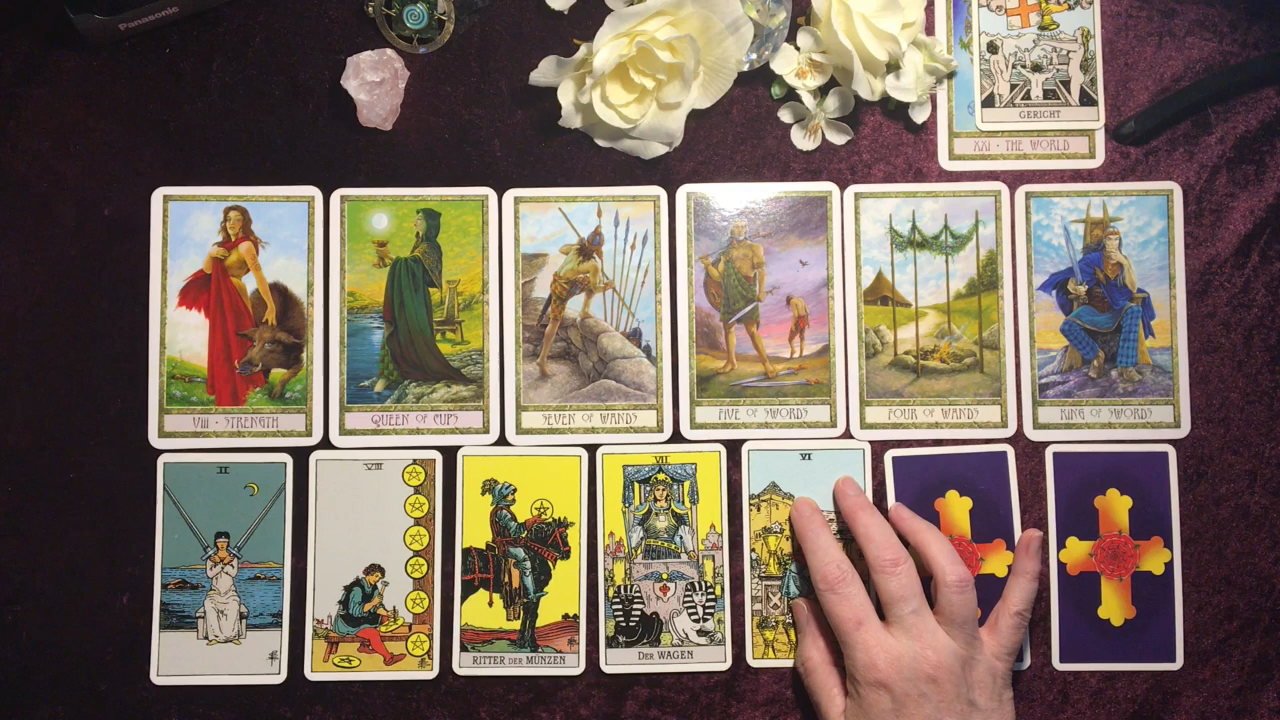 Panasonic
GERICHT
XXI • THE WORLD
VIII • STRENGTH
QUEEN OF CUPS
SEVEN OF WANDS
FIVE OF SWORDS
FOUR OF WANDS
KING OF SWORDS
II
VIII
VII
VI
RITTER DER MÜNZEN
DER WAGEN